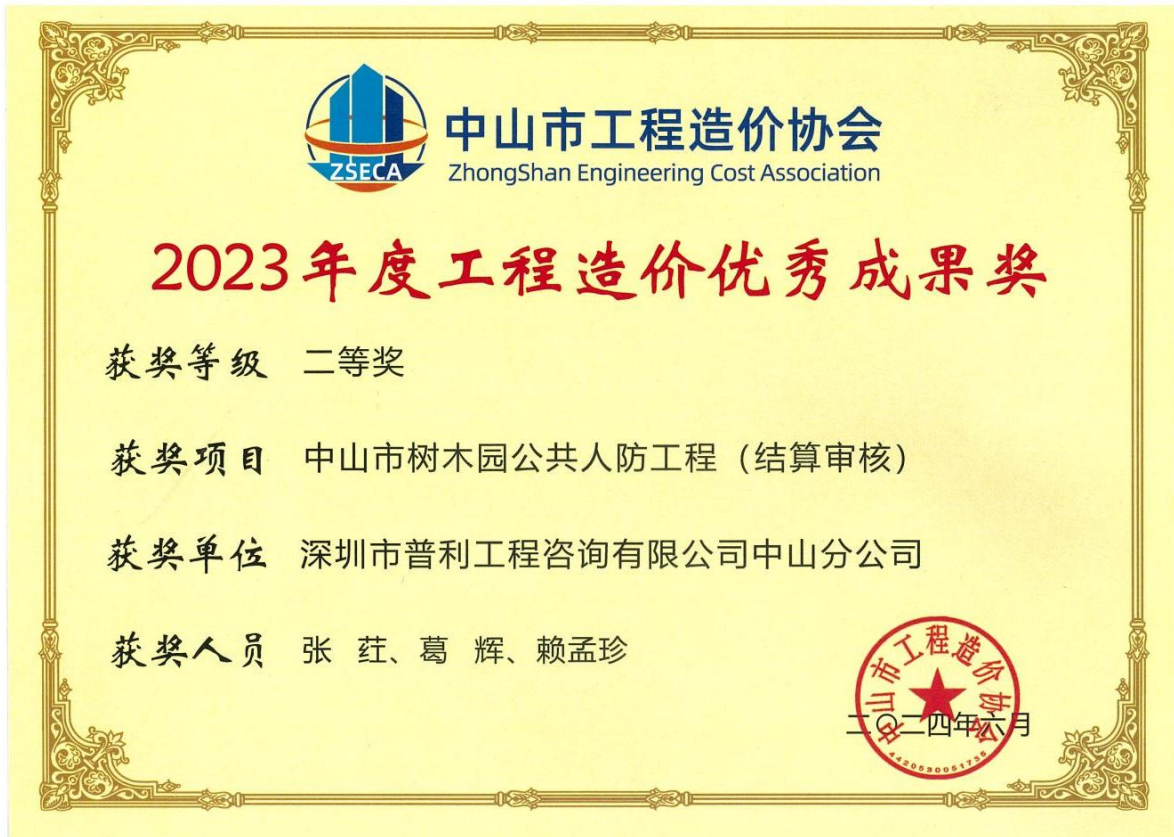 ZSECA
中山市工程造价协会
ZhongShan Engineering Cost Association
2023年度工程造价优秀成果奖
获奖等级 二等奖
获奖项目 中山市树木园公共人防工程（结算审核）
获奖单位 深圳市普利工程咨询有限公司中山分公司
获奖人员 张 荭、葛 辉、赖孟珍
中山市工程造价协会
二〇二四年六月
4420530051735